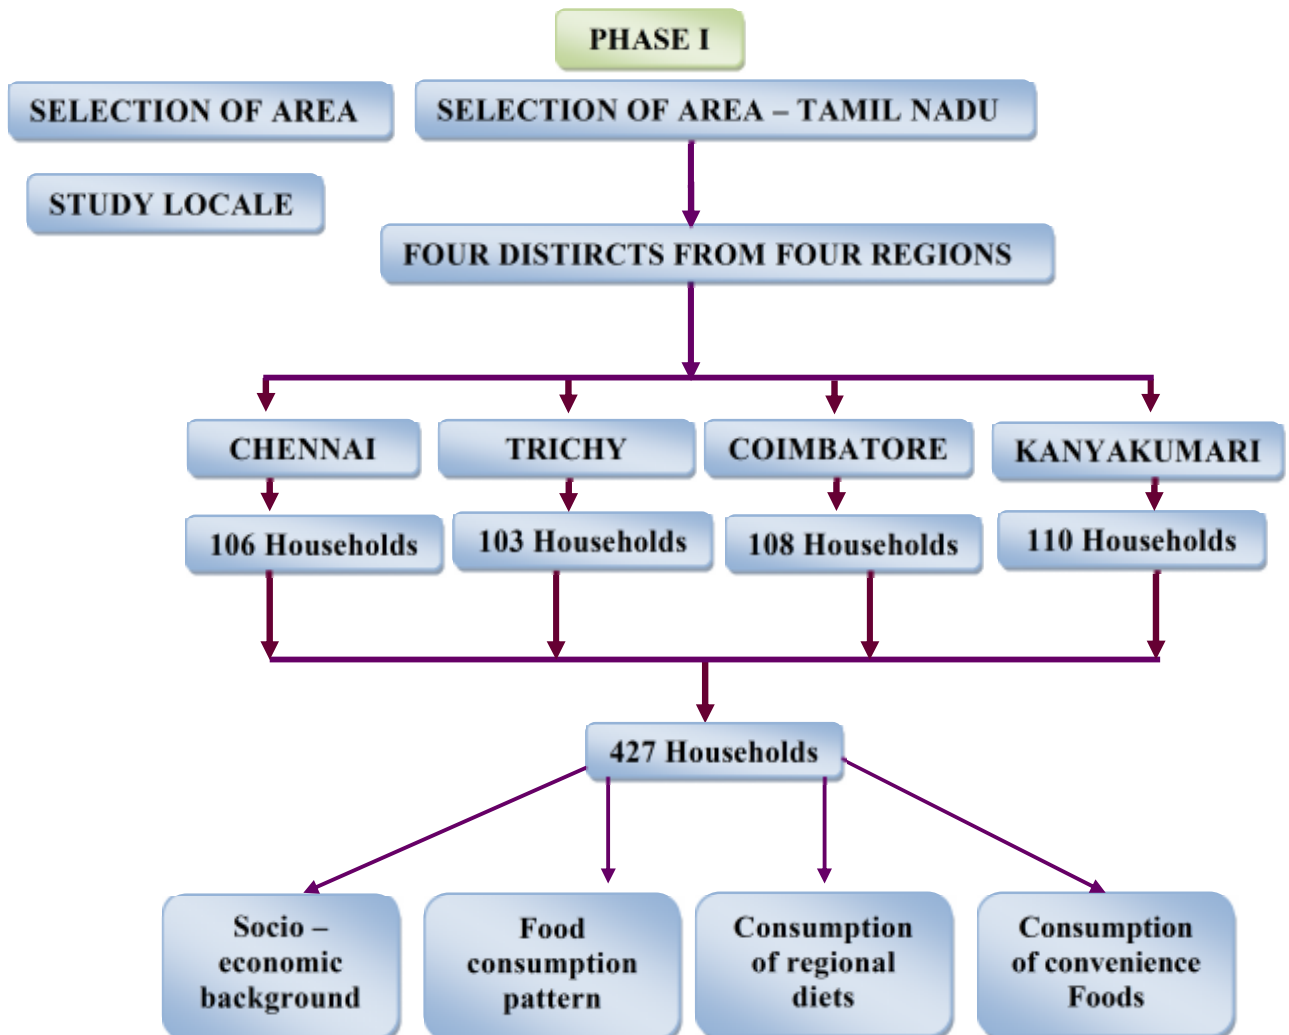 PHASE I
SELECTION OF AREA
SELECTION OF AREA – TAMIL NADU
STUDY LOCALE
FOUR DISTIRCTS FROM FOUR REGIONS
CHENNAI
TRICHY
COIMBATORE
KANYAKUMARI
106 Households
103 Households
108 Households
110 Households
427 Households
Socio –
economic
background
Food
consumption
pattern
Consumption
of regional
diets
Consumption
of convenience
Foods